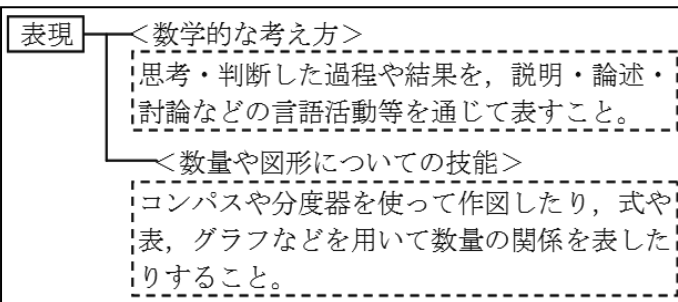 表現
＜数学的な考え方＞
思考・判断した過程や結果を，説明・論述・
討論などの言語活動等を通じて表すこと。
＜数量や図形についての技能＞
コンパスや分度器を使って作図したり，式や
表，グラフなどを用いて数量の関係を表した
りすること。